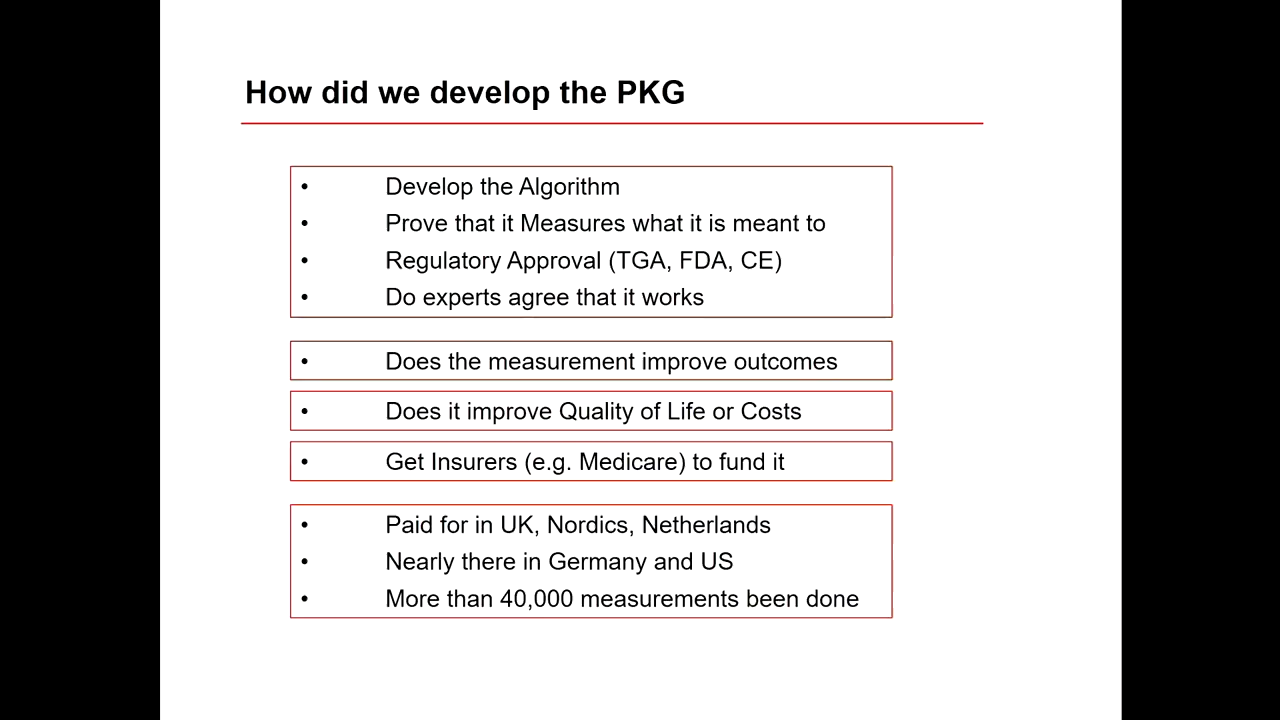 How did we develop the PKG
• Develop the Algorithm
• Prove that it Measures what it is meant to
• Regulatory Approval (TGA, FDA, CE)
• Do experts agree that it works
• Does the measurement improve outcomes
• Does it improve Quality of Life or Costs
• Get Insurers (e.g. Medicare) to fund it
• Paid for in UK, Nordics, Netherlands
• Nearly there in Germany and US
• More than 40,000 measurements been done